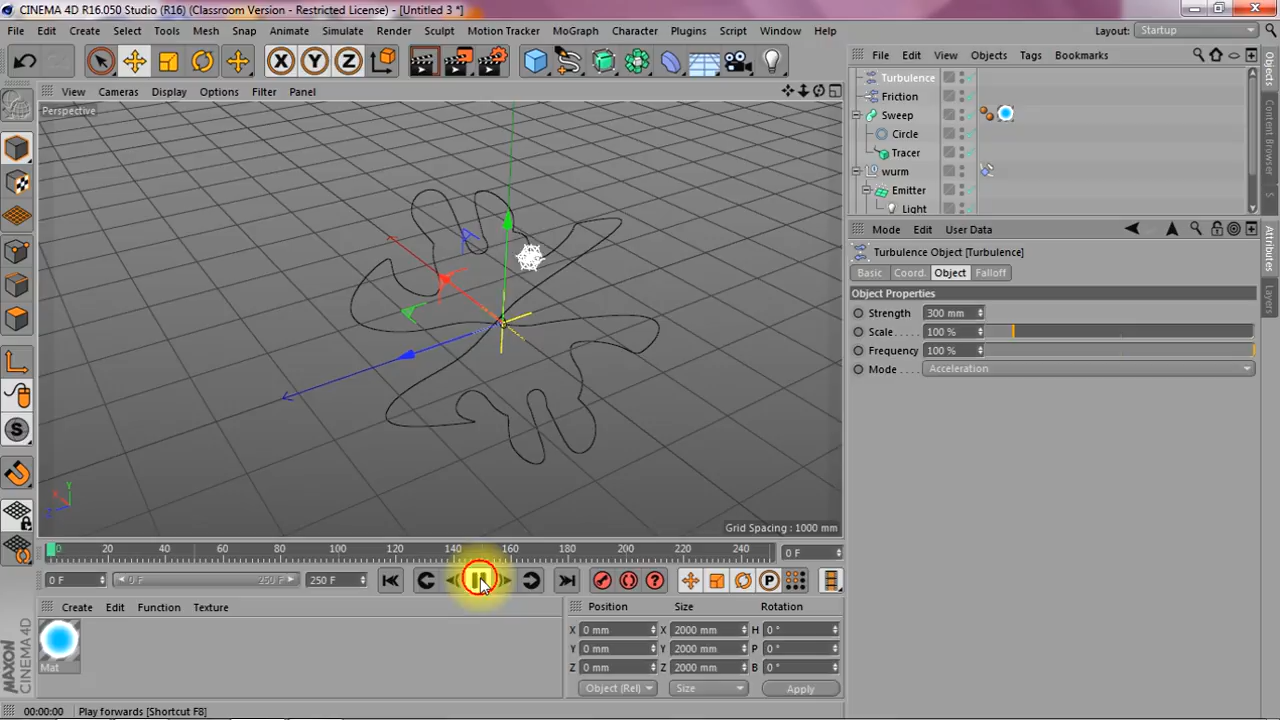 CINEMA 4D R16.050 Studio (R16) (Classroom Version - Restricted License) - [Untitled 3 *]
File Edit Create Select Tools Mesh Snap Animate Simulate Render Sculpt Motion Tracker MoGraph Character Plugins Script Window Help Layout: Startup
View Cameras Display Options Filter Panel
Perspective
Grid Spacing : 1000 mm
File Edit View Objects Tags Bookmarks
Turbulence
Friction
Sweep
Circle
Tracer
wurm
Emitter
Light
Mode Edit User Data
Turbulence Object [Turbulence]
Basic Coord. Object Falloff
Object Properties
Strength 300 mm
Scale . . . . 100 %
Frequency 100 %
Mode . . . . Acceleration
Objects
Content Browser
S
Attributes
Layers
0 20 40 60 80 100 120 140 160 180 200 220 240 0 F
0 F 0 F 250 F 250 F
Create Edit Function Texture
Mat
MAXON CINEMA 4D
Position Size Rotation
X 0 mm X 2000 mm H 0 °
Y 0 mm Y 2000 mm P 0 °
Z 0 mm Z 2000 mm B 0 °
Object (Rel) Size Apply
00:00:00 Play forwards [Shortcut F8]